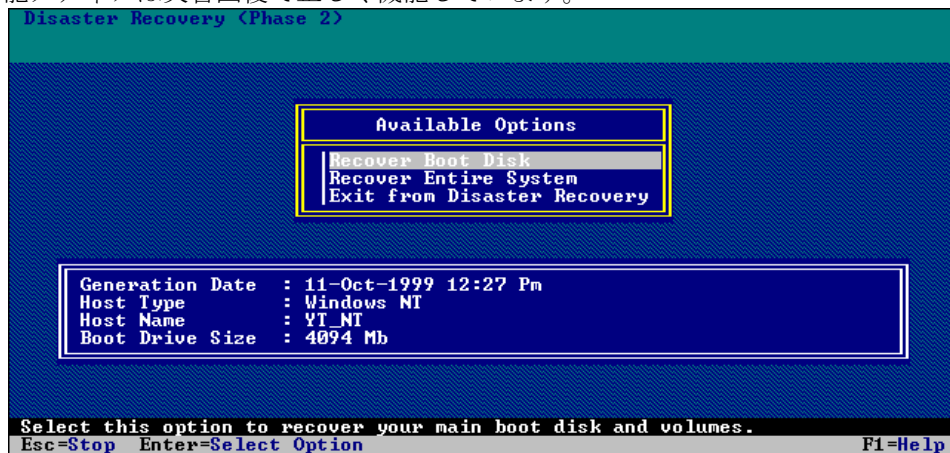 Disaster Recovery (Phase 2)
Available Options
Recover Boot Disk
Recover Entire System
Exit from Disaster Recovery
Generation Date : 11-Oct-1999 12:27 Pm
Host Type : Windows NT
Host Name : YT_NT
Boot Drive Size : 4094 Mb
Select this option to recover your main boot disk and volumes.
Esc=Stop Enter=Select Option F1=Help